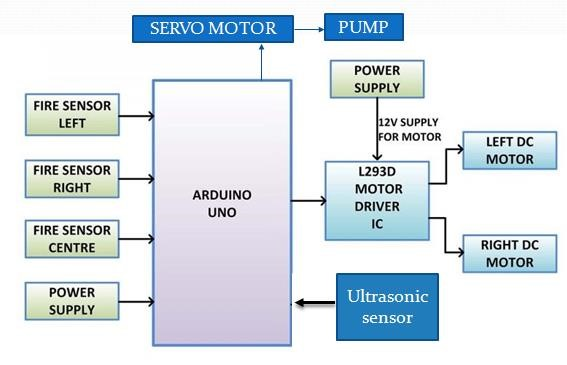 SERVO MOTOR
PUMP
POWER
SUPPLY
12V SUPPLY
FOR MOTOR
FIRE SENSOR
LEFT
FIRE SENSOR
RIGHT
FIRE SENSOR
CENTRE
POWER
SUPPLY
ARDUINO
UNO
L293D
MOTOR
DRIVER
IC
LEFT DC
MOTOR
RIGHT DC
MOTOR
Ultrasonic
sensor